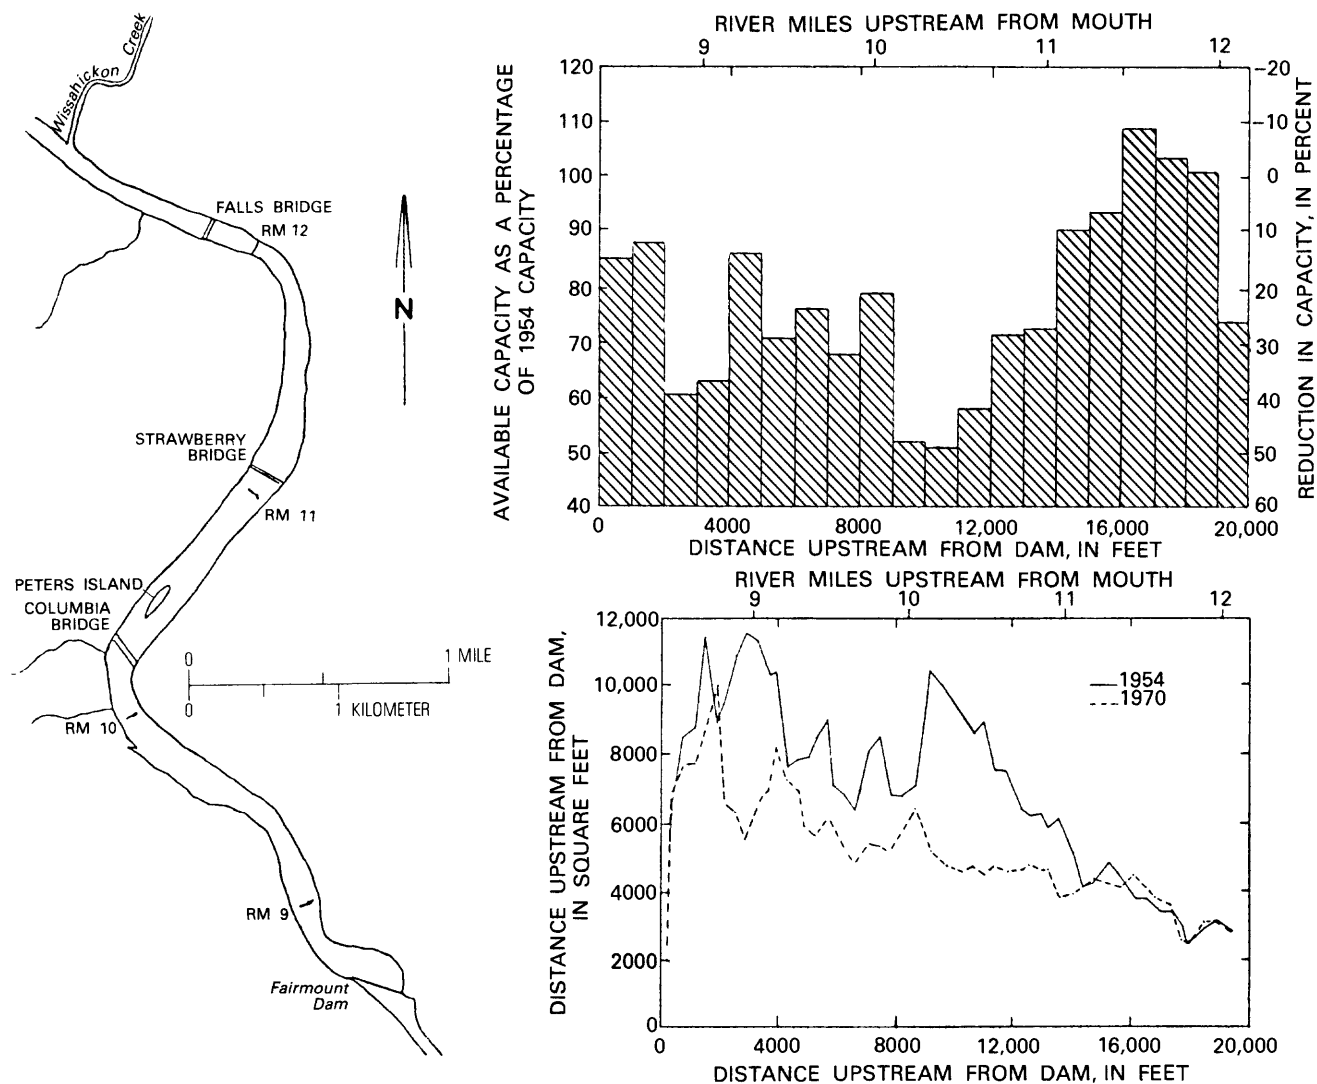 Wissahickon Creek
FALLS BRIDGE
RM 12
N
STRAWBERRY
BRIDGE
RM 11
PETERS ISLAND
COLUMBIA
BRIDGE
0 1 MILE
0 1 KILOMETER
RM 10
RM 9
Fairmount
Dam
RIVER MILES UPSTREAM FROM MOUTH
9 10 11 12
AVAILABLE CAPACITY AS A PERCENTAGE
OF 1954 CAPACITY
120
110
100
90
80
70
60
50
40
-20
-10
0
10
20
30
40
50
60
REDUCTION IN CAPACITY, IN PERCENT
0 4000 8000 12,000 16,000 20,000
DISTANCE UPSTREAM FROM DAM, IN FEET
RIVER MILES UPSTREAM FROM MOUTH
9 10 11 12
DISTANCE UPSTREAM FROM DAM,
IN SQUARE FEET
12,000
10,000
8000
6000
4000
2000
0
1954
1970
0 4000 8000 12,000 16,000 20,000
DISTANCE UPSTREAM FROM DAM, IN FEET